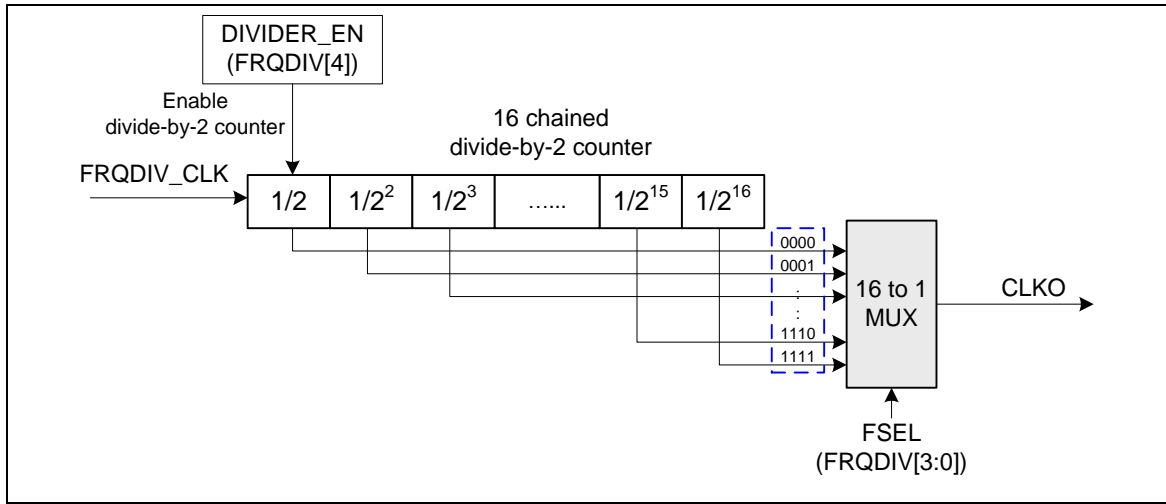 DIVIDER_EN
(FRQDIV[4])
Enable
divide-by-2 counter
16 chained
divide-by-2 counter
FRQDIV_CLK
1/2 1/2² 1/2³ …... 1/2¹⁵ 1/2¹⁶
0000
0001
:
:
1110
1111
16 to 1
MUX
CLKO
FSEL
(FRQDIV[3:0])